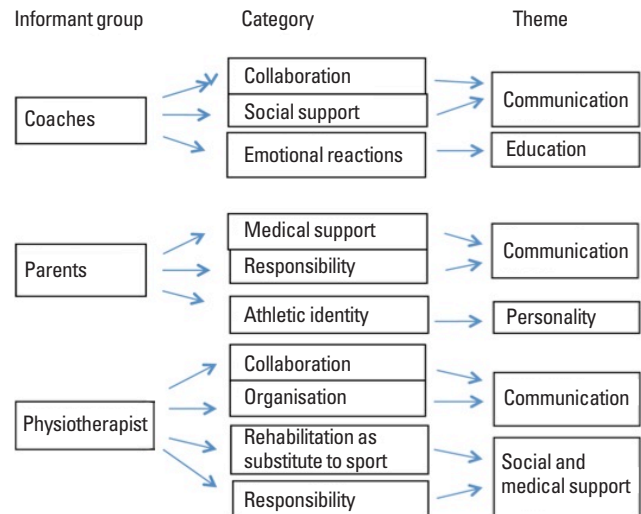 Informant group Category Theme
Collaboration
Coaches Social support Communication
Emotional reactions Education
Medical support
Parents Responsibility Communication
Athletic identity Personality
Collaboration
Organisation Communication
Physiotherapist
Rehabilitation as
substitute to sport
Social and
medical support
Responsibility